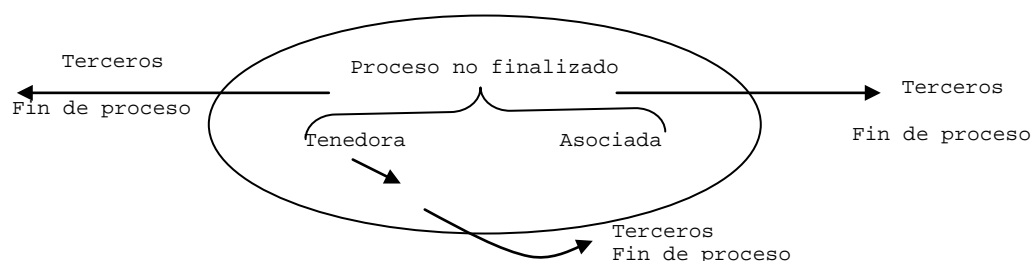 Terceros
Proceso no finalizado
Terceros
Fin de proceso
Fin de proceso
Tenedora
Asociada
Terceros
Fin de proceso